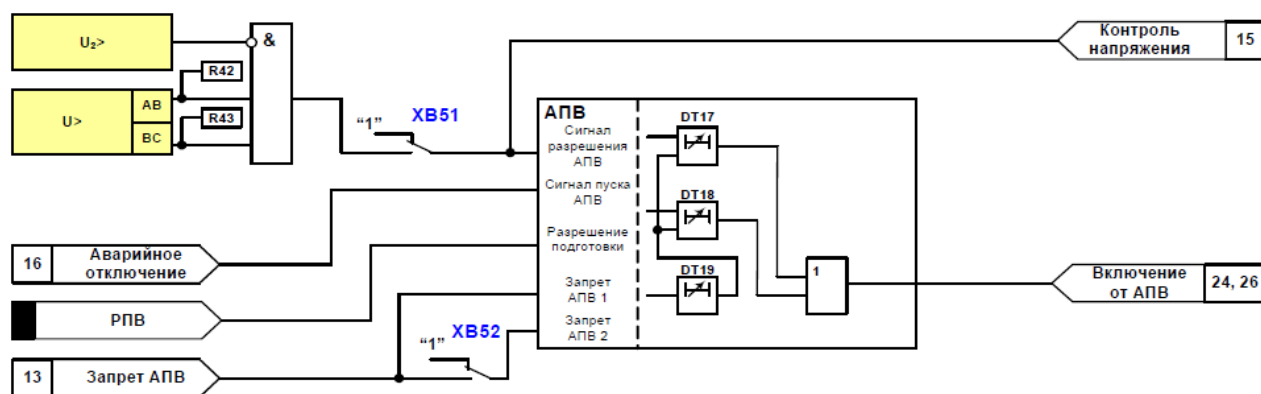 U₂>
&
R42
U>
AB
R43
BC
"1"
XB51
Контроль
напряжения
15
АПВ
Сигнал
разрешения
АПВ
DT17
Сигнал пуска
АПВ
DT18
Разрешение
подготовки
16
Аварийное
отключение
DT19
1
Запрет
АПВ 1
Включение
от АПВ
24, 26
РПВ
Запрет
АПВ 2
"1"
XB52
13
Запрет АПВ